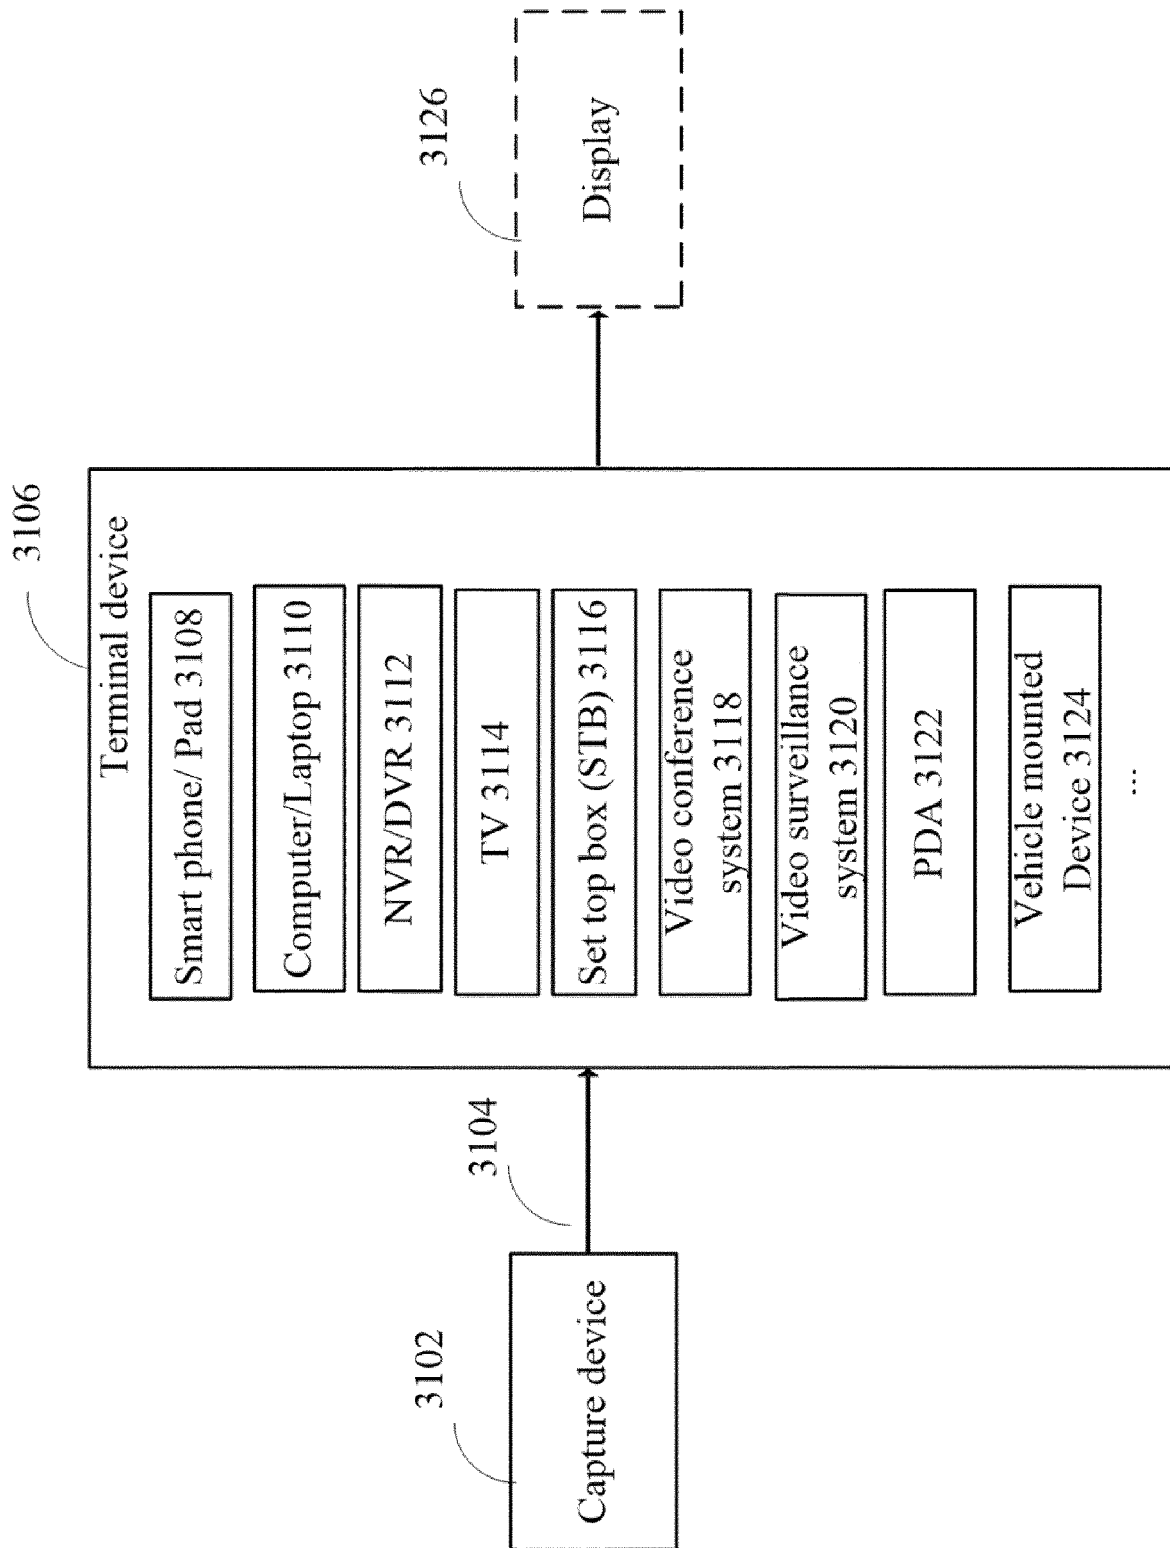 3106
Terminal device
Smart phone/ Pad 3108
Computer/Laptop 3110
NVR/DVR 3112
TV 3114
Set top box (STB) 3116
Video conference
system 3118
Video surveillance
system 3120
PDA 3122
Vehicle mounted
Device 3124
...
3102
Capture device
3104
3126
Display